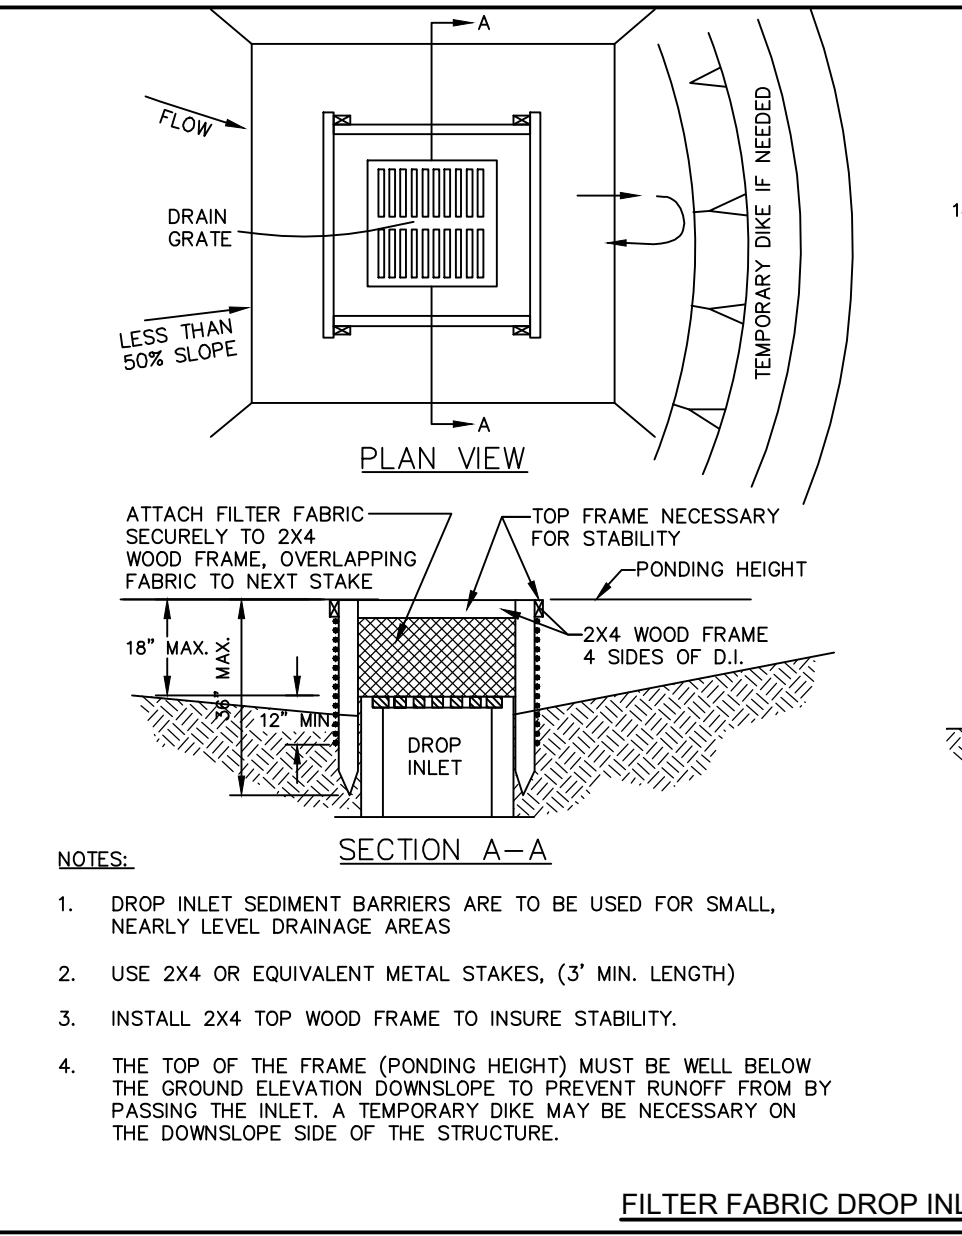 A
FLOW
DRAIN
GRATE
LESS THAN
50% SLOPE
TEMPORARY DIKE IF NEEDED
A
PLAN VIEW
ATTACH FILTER FABRIC
SECURELY TO 2X4
WOOD FRAME, OVERLAPPING
FABRIC TO NEXT STAKE
TOP FRAME NECESSARY
FOR STABILITY
PONDING HEIGHT
2X4 WOOD FRAME
4 SIDES OF D.I.
18" MAX.
36" MAX.
12" MIN.
DROP
INLET
SECTION A-A
NOTES:
1. DROP INLET SEDIMENT BARRIERS ARE TO BE USED FOR SMALL,
NEARLY LEVEL DRAINAGE AREAS
2. USE 2X4 OR EQUIVALENT METAL STAKES, (3' MIN. LENGTH)
3. INSTALL 2X4 TOP WOOD FRAME TO INSURE STABILITY.
4. THE TOP OF THE FRAME (PONDING HEIGHT) MUST BE WELL BELOW
THE GROUND ELEVATION DOWNSLOPE TO PREVENT RUNOFF FROM BY
PASSING THE INLET. A TEMPORARY DIKE MAY BE NECESSARY ON
THE DOWNSLOPE SIDE OF THE STRUCTURE.
FILTER FABRIC DROP